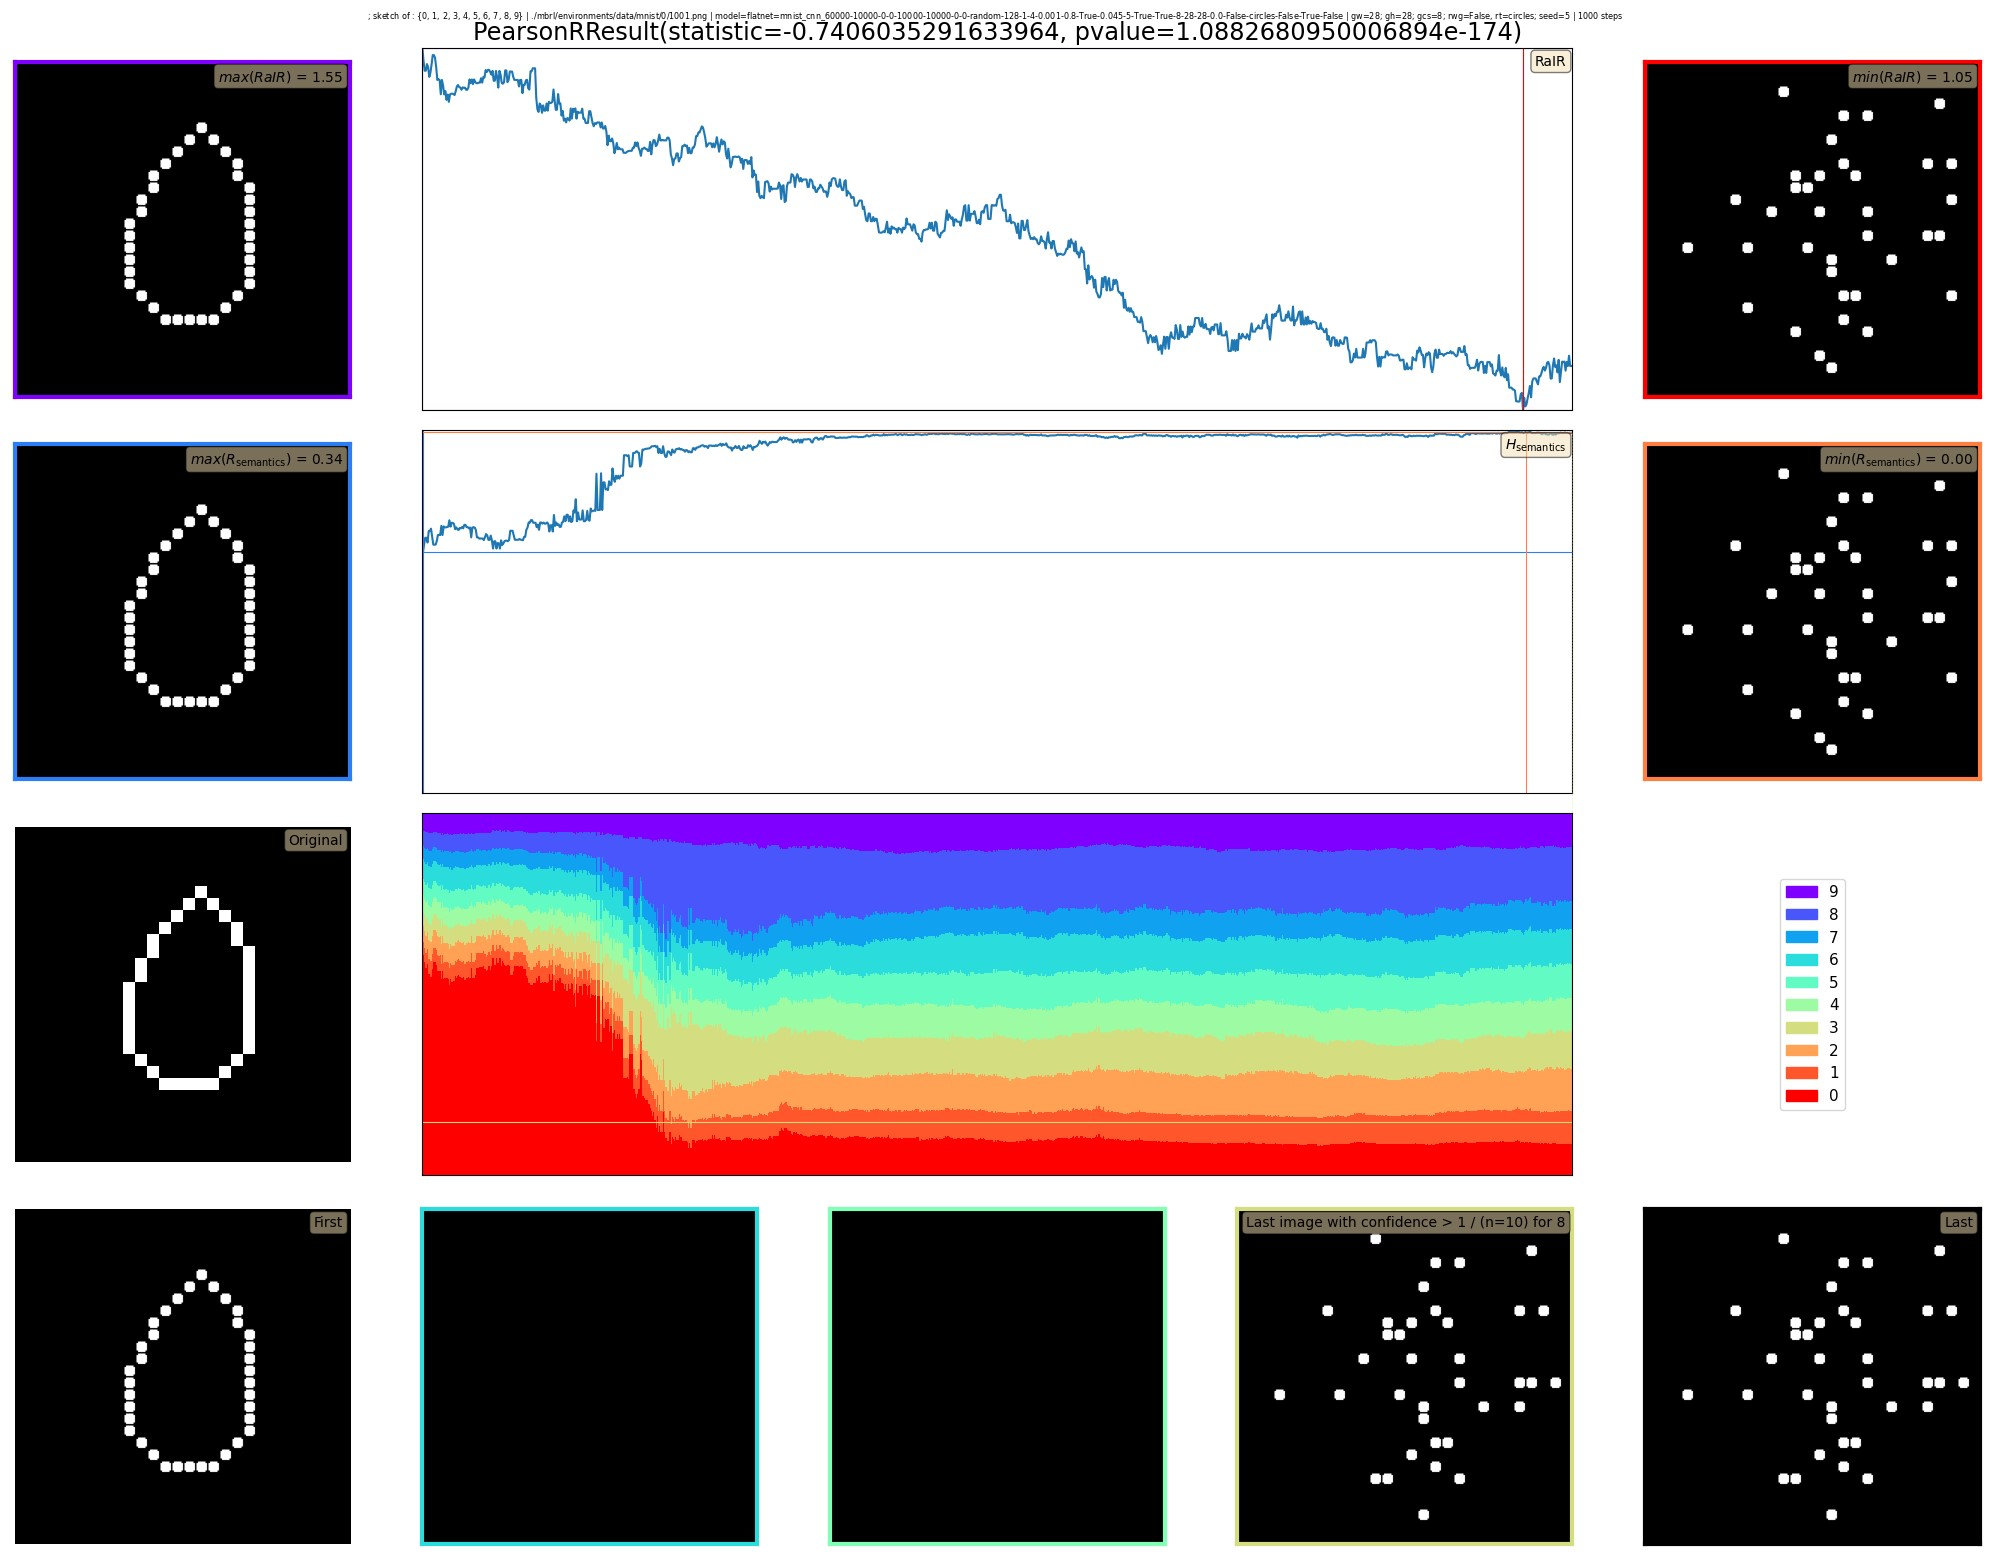 ; sketch of : {0, 1, 2, 3, 4, 5, 6, 7, 8, 9} | ./mbrl/environments/data/mnist/0/1001.png | model=flatnet=mnist_cnn_60000-10000-0-0-10000-10000-0-0-random-128-1-4-0.001-0.8-True-0.045-5-True-True-8-28-28-0.0-False-circles-False-True-False | gw=28; gh=28; gcs=8; rwg=False, rt=circles; seed=5 | 1000 steps
PearsonRResult(statistic=-0.7406035291633964, pvalue=1.0882680950006894e-174)
max(RaIR) = 1.55
RaIR
min(RaIR) = 1.05
max(R_semantics) = 0.34
H_semantics
min(R_semantics) = 0.00
Original
9
8
7
6
5
4
3
2
1
0
First
Last image with confidence > 1 / (n=10) for 8
Last